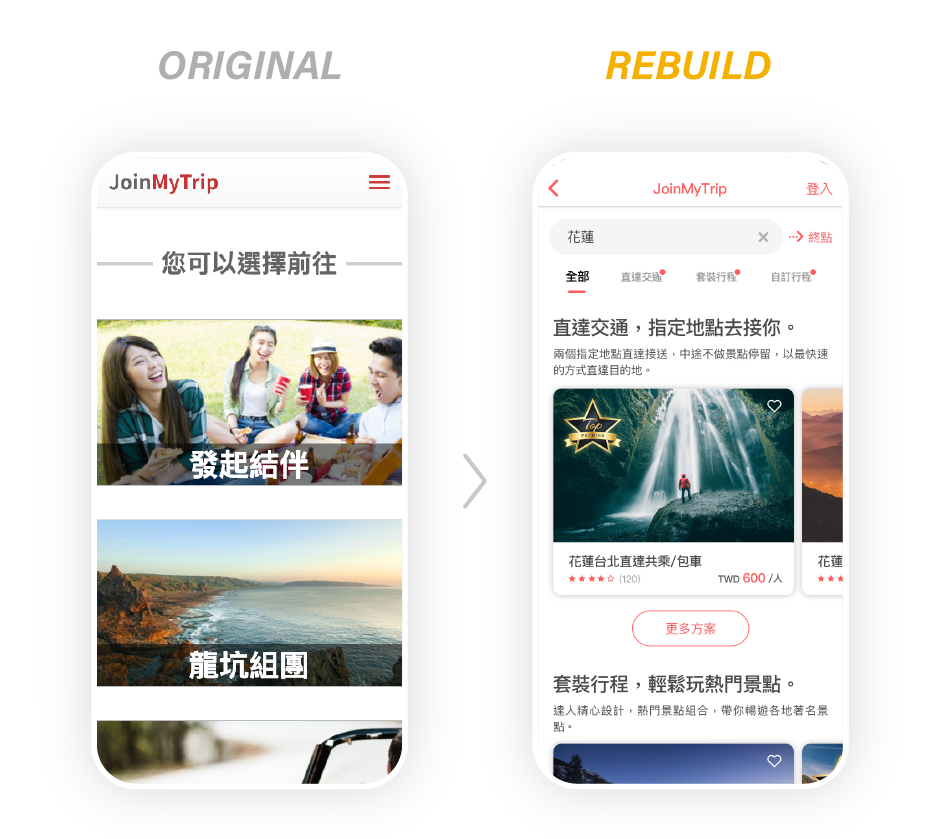 ORIGINAL
REBUILD
JoinMyTrip
您可以選擇前往
發起結伴
龍坑組團
JoinMyTrip
登入
花蓮
終點
全部
直達交通
套裝行程
自訂行程
直達交通，指定地點去接你。
兩個指定地點直達接送，中途不做景點停留，以最快速
的方式直達目的地。
Top
PREMIUM
花蓮台北直達共乘/包車
(120)
TWD 600 /人
花蓮
更多方案
套裝行程，輕鬆玩熱門景點。
達人精心設計，熱門景點組合，帶你暢遊各地著名景
點。